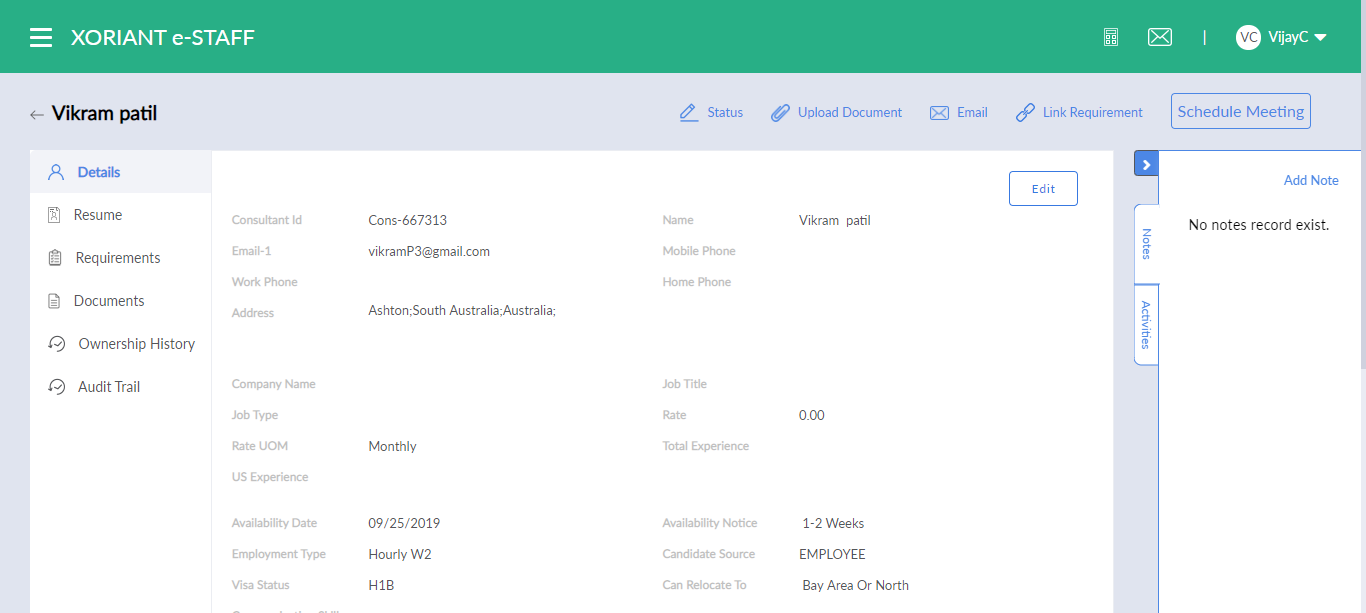 XORIANT e-STAFF
VC VijayC
Vikram patil
Status Upload Document Email Link Requirement Schedule Meeting
Details
Resume
Requirements
Documents
Ownership History
Audit Trail
Edit
Consultant Id Cons-667313 Name Vikram patil
Email-1 vikramP3@gmail.com Mobile Phone
Work Phone Home Phone
Address Ashton;South Australia;Australia;
Company Name Job Title
Job Type Rate 0.00
Rate UOM Monthly Total Experience
US Experience
Availability Date 09/25/2019 Availability Notice 1-2 Weeks
Employment Type Hourly W2 Candidate Source EMPLOYEE
Visa Status H1B Can Relocate To Bay Area Or North
Add Note
No notes record exist.
Notes
Activities